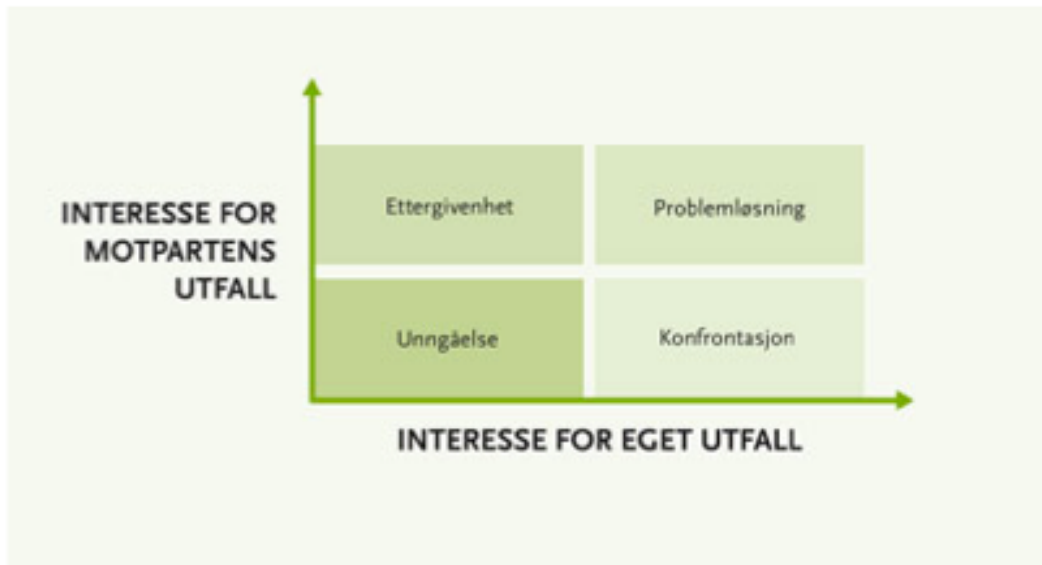 INTERESSE FOR
MOTPARTENS
UTFALL
Ettergivenhet
Problemløsning
Unngåelse
Konfrontasjon
INTERESSE FOR EGET UTFALL